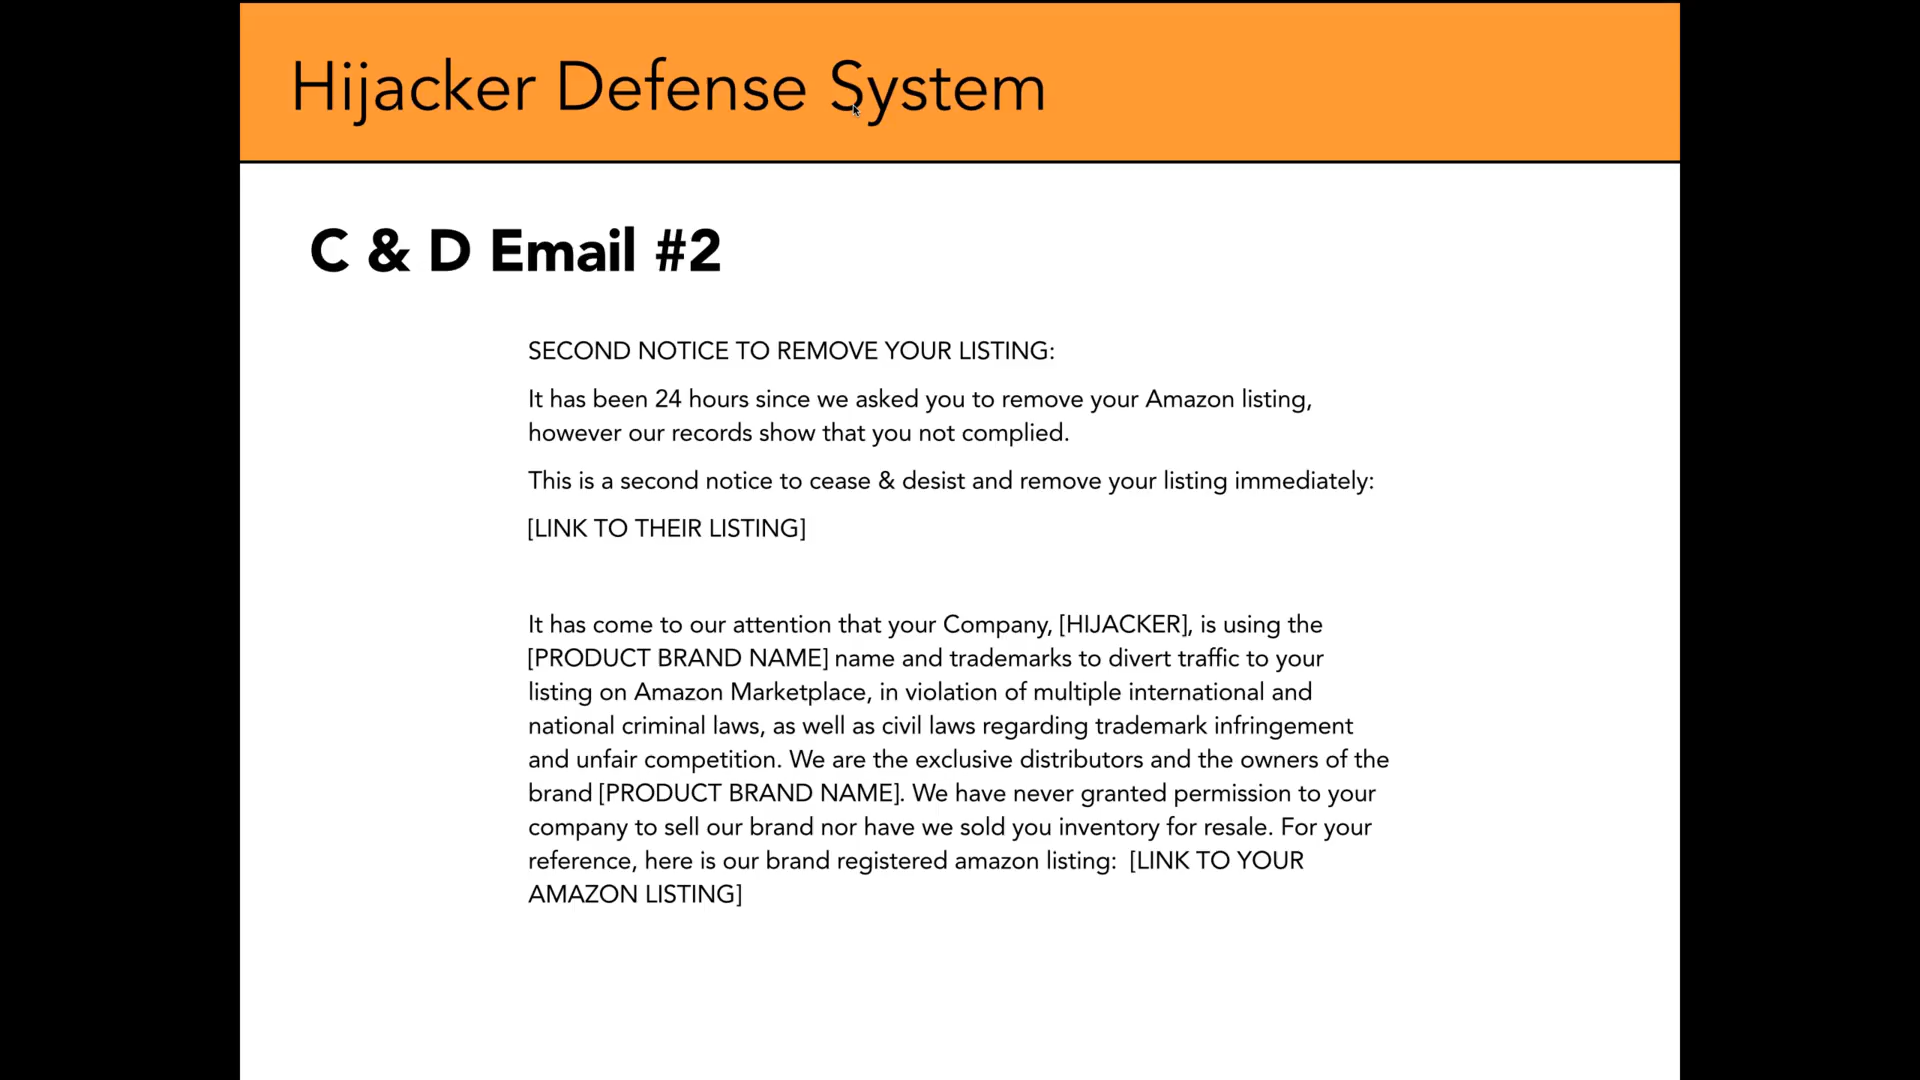 Hijacker Defense System
C & D Email #2
SECOND NOTICE TO REMOVE YOUR LISTING:
It has been 24 hours since we asked you to remove your Amazon listing,
however our records show that you not complied.
This is a second notice to cease & desist and remove your listing immediately:
[LINK TO THEIR LISTING]
It has come to our attention that your Company, [HIJACKER], is using the
[PRODUCT BRAND NAME] name and trademarks to divert traffic to your
listing on Amazon Marketplace, in violation of multiple international and
national criminal laws, as well as civil laws regarding trademark infringement
and unfair competition. We are the exclusive distributors and the owners of the
brand [PRODUCT BRAND NAME]. We have never granted permission to your
company to sell our brand nor have we sold you inventory for resale. For your
reference, here is our brand registered amazon listing:  [LINK TO YOUR
AMAZON LISTING]